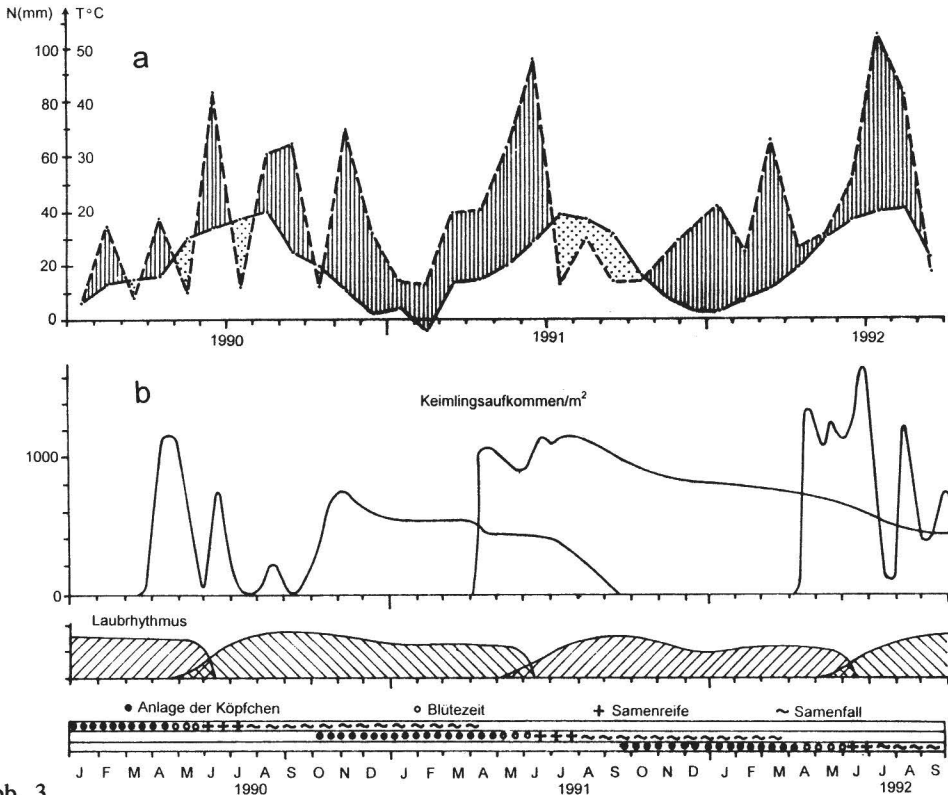 N(mm) T°C
a
100 50
80 40
60 30
40 20
20
0
1990 1991 1992
b
Keimlingsaufkommen/m²
1000
0
Laubrhythmus
● Anlage der Köpfchen ○ Blütezeit + Samenreife ~ Samenfall
J F M A M J J A S O N D J F M A M J J A S O N D J F M A M J J A S
1990 1991 1992